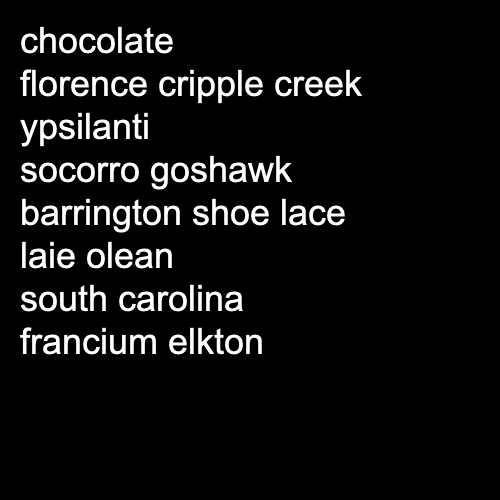 chocolate
florence cripple creek
ypsilanti
socorro goshawk
barrington shoe lace
laie olean
south carolina
francium elkton